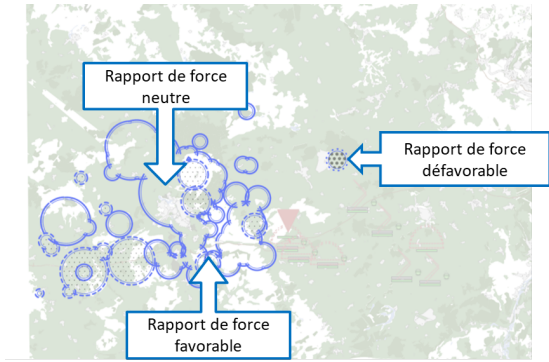 Rapport de force
neutre
Rapport de force
défavorable
Rapport de force
favorable